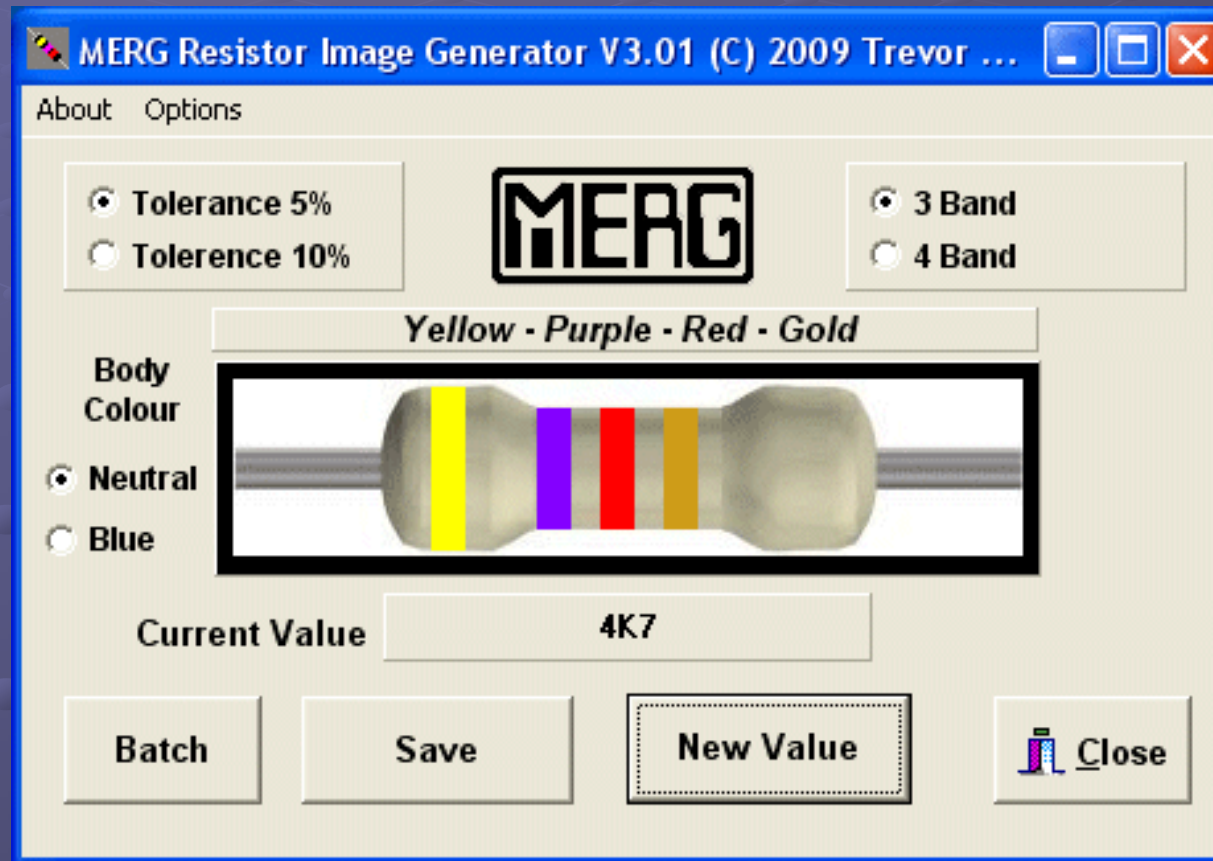 MERG Resistor Image Generator V3.01 (C) 2009 Trevor ...
About Options
Tolerance 5%
Tolerence 10%
MERG
3 Band
4 Band
Yellow - Purple - Red - Gold
Body
Colour
Neutral
Blue
Current Value 4K7
Batch Save New Value Close